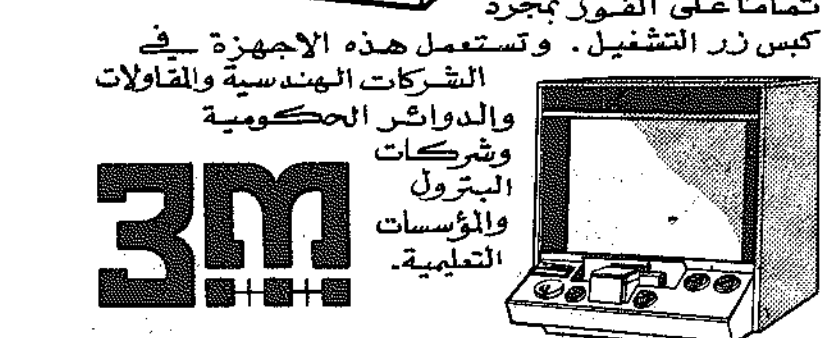 تماما على الفور بمجرد
كبس زر التشغيل. وتستعمل هذه الاجهزة في
الشركات الهندسية والمقاولات
والدوائر الحكومية
وشركات
البترول
والمؤسسات
التعليمية.
3m